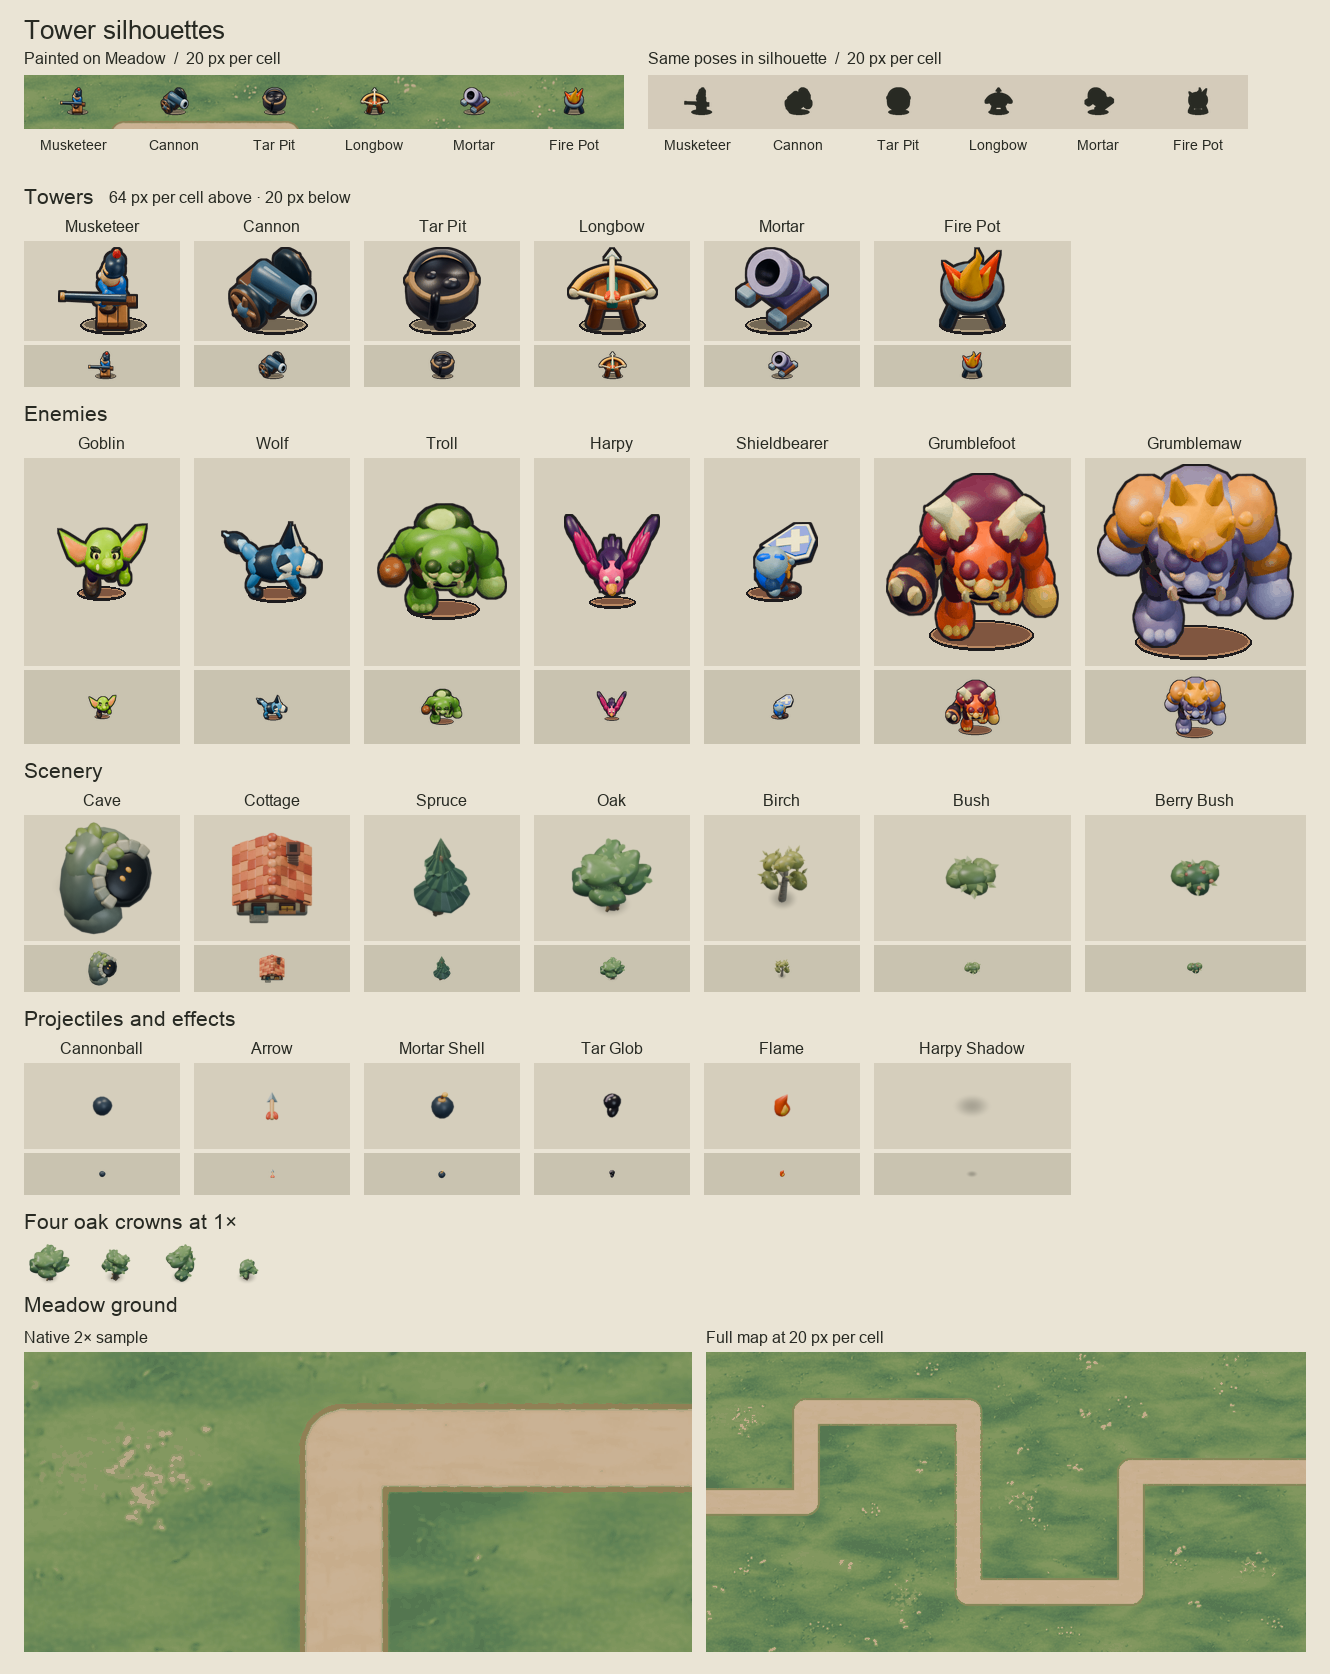 Tower silhouettes
Painted on Meadow / 20 px per cell
Same poses in silhouette / 20 px per cell
Musketeer Cannon Tar Pit Longbow Mortar Fire Pot
Musketeer Cannon Tar Pit Longbow Mortar Fire Pot
Towers 64 px per cell above · 20 px below
Musketeer Cannon Tar Pit Longbow Mortar Fire Pot
Enemies
Goblin Wolf Troll Harpy Shieldbearer Grumblefoot Grumblemaw
Scenery
Cave Cottage Spruce Oak Birch Bush Berry Bush
Projectiles and effects
Cannonball Arrow Mortar Shell Tar Glob Flame Harpy Shadow
Four oak crowns at 1×
Meadow ground
Native 2× sample
Full map at 20 px per cell